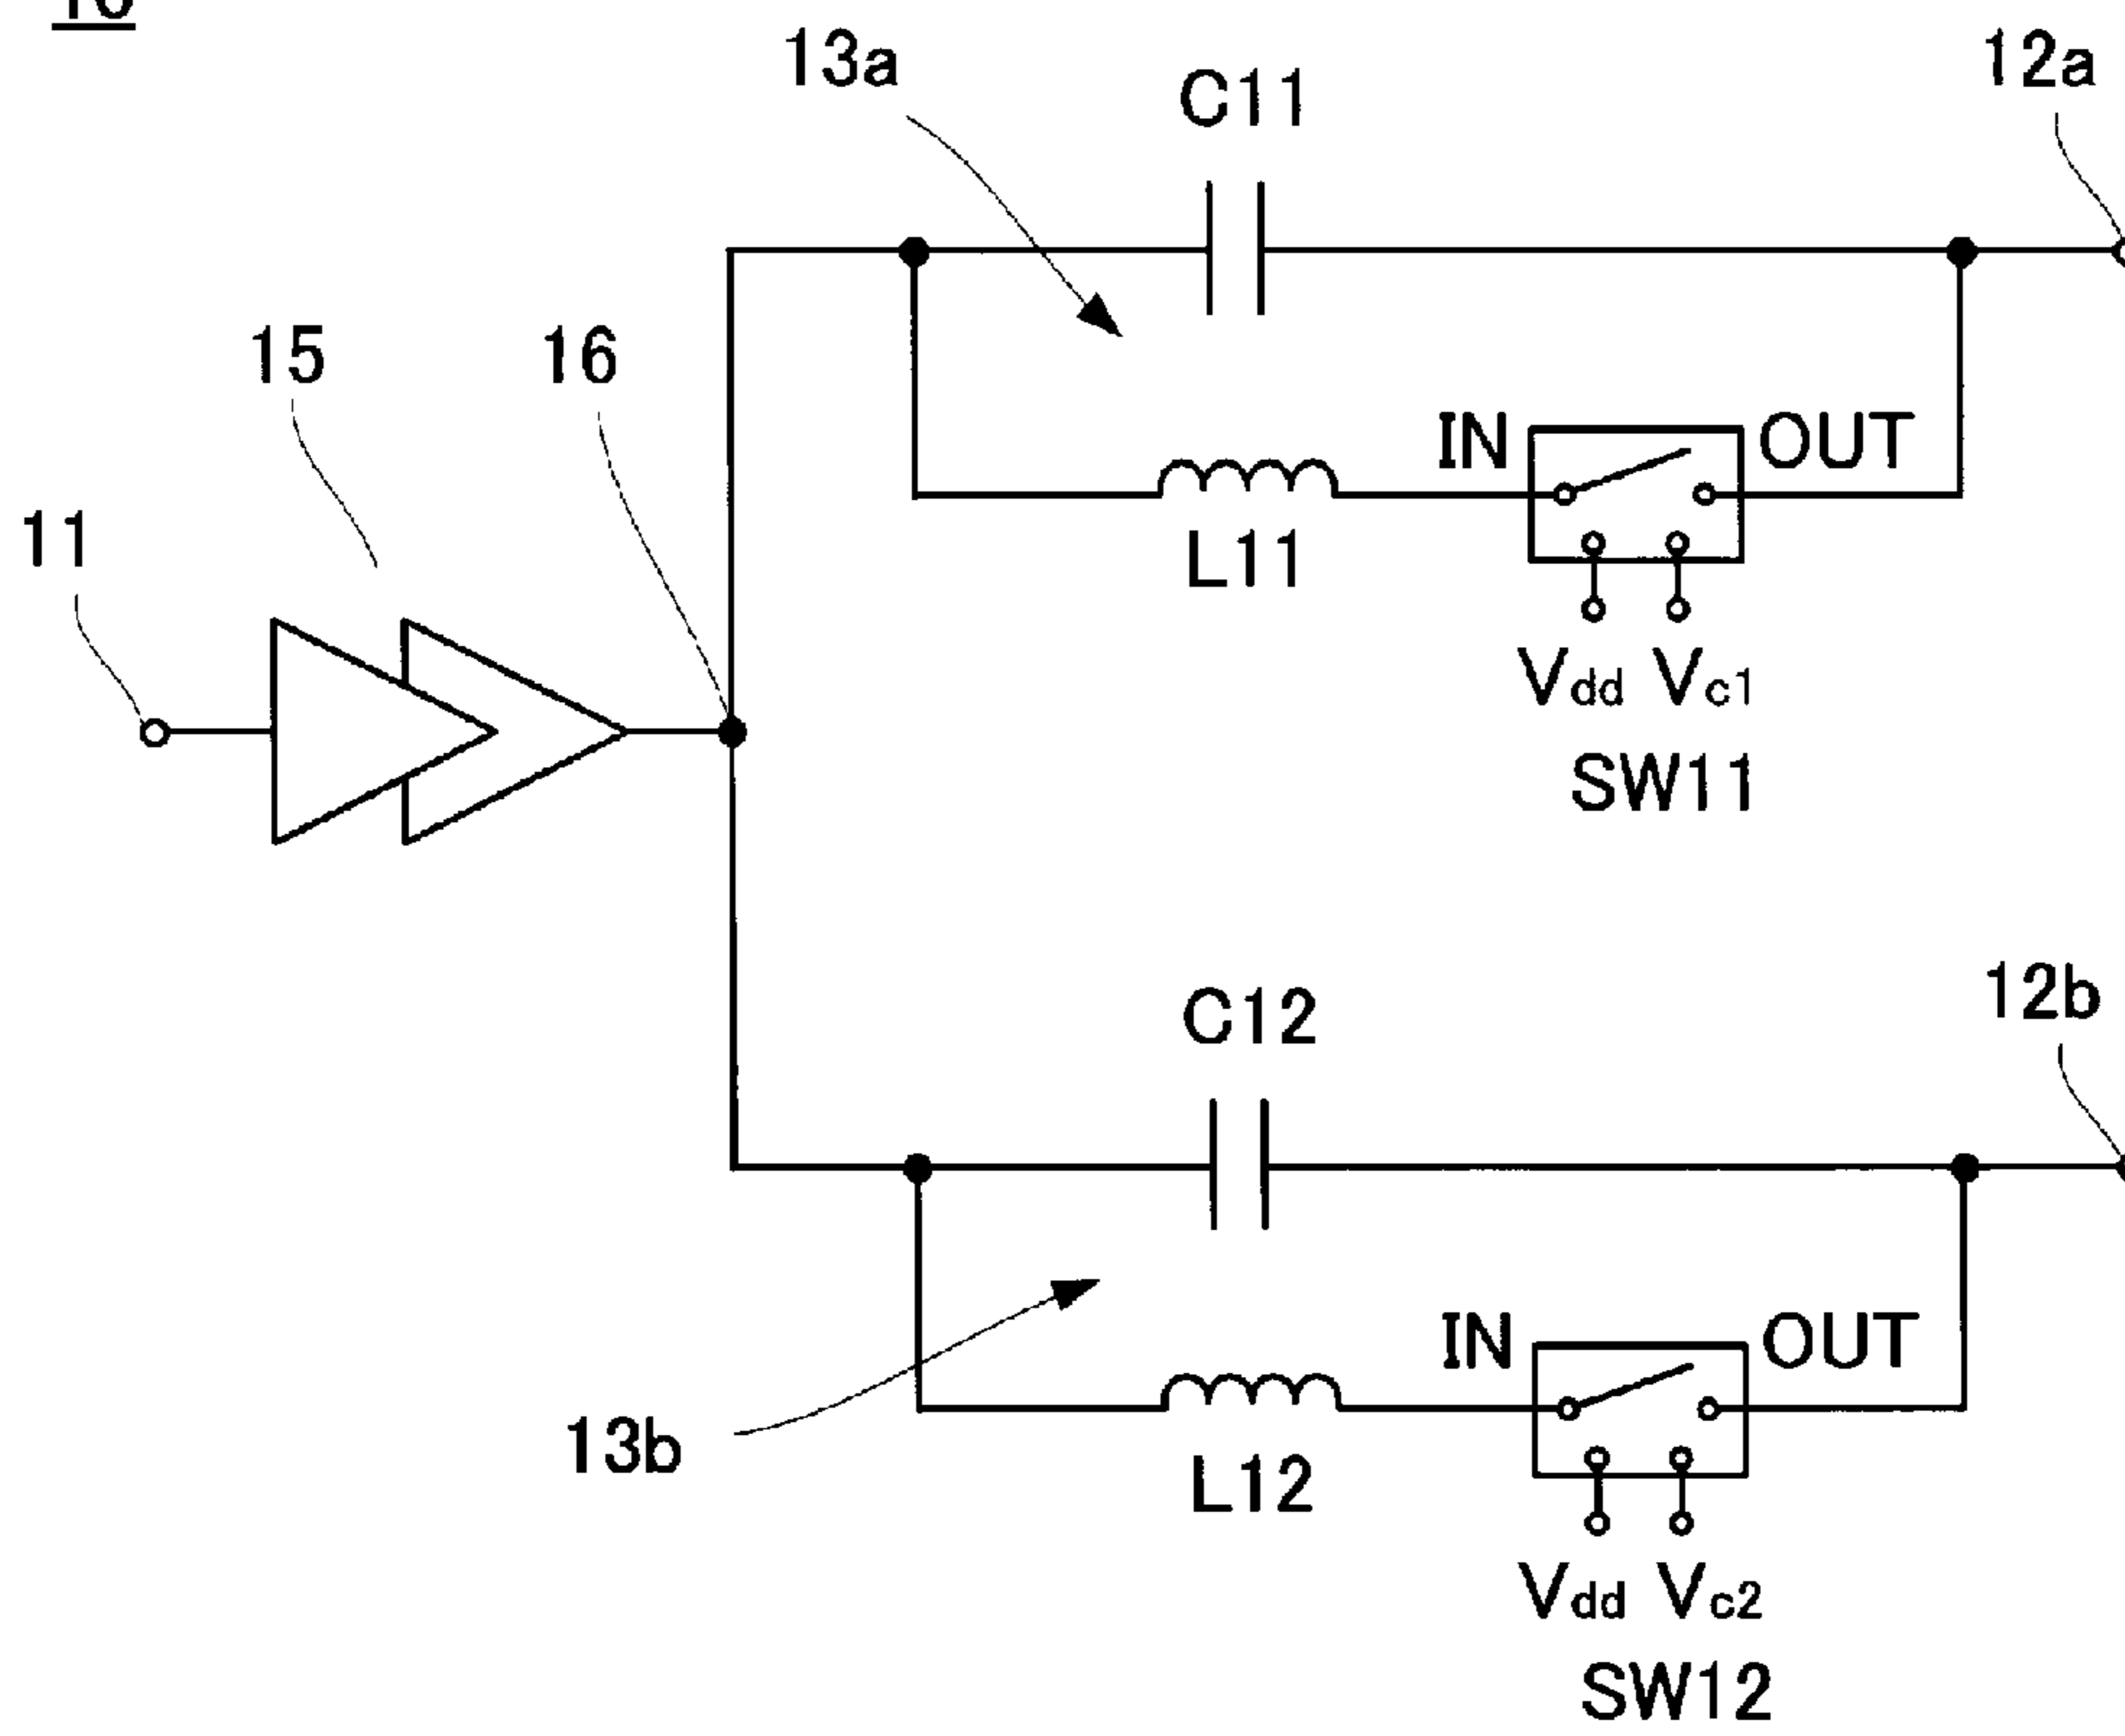 13a
C11
12a
15
16
IN
OUT
11
L11
Vdd Vc1
SW11
C12
12b
IN
OUT
13b
L12
Vdd Vc2
SW12